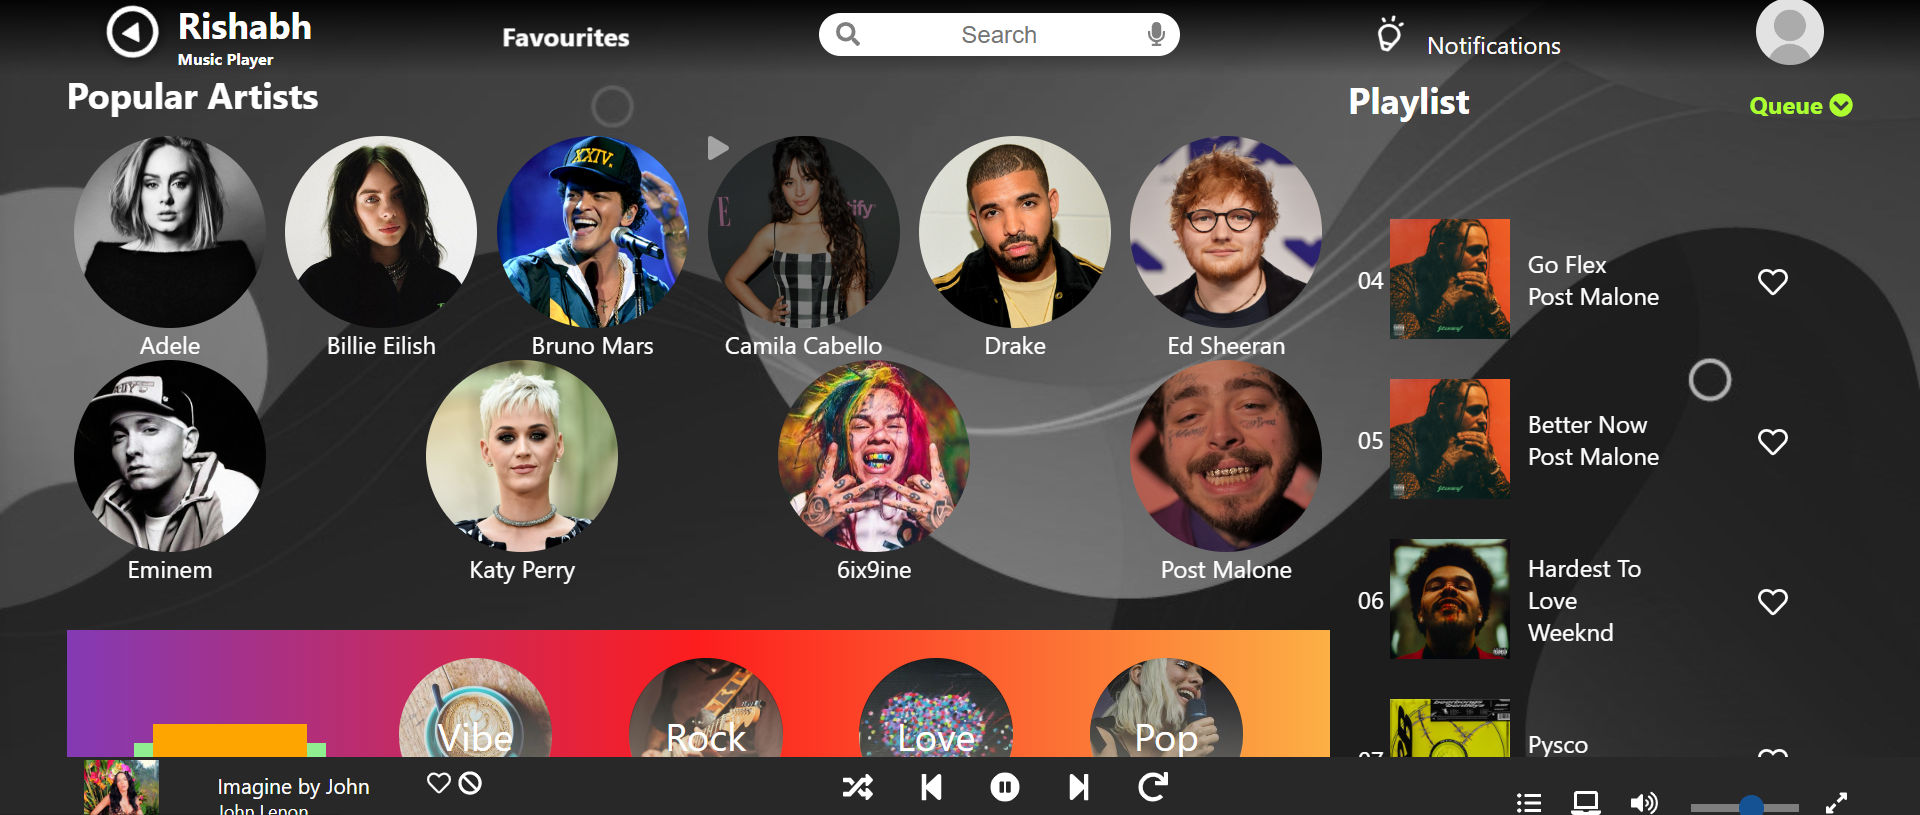 Rishabh
Music Player
Favourites
Search
Notifications
Popular Artists
Playlist
Queue
XXIV.
Adele
Billie Eilish
Bruno Mars
Camila Cabello
Drake
Ed Sheeran
Eminem
Katy Perry
6ix9ine
Post Malone
04
Go Flex
Post Malone
05
Better Now
Post Malone
06
Hardest To
Love
Weeknd
07
Pysco
Vibe
Rock
Love
Pop
Imagine by John
John Lenon